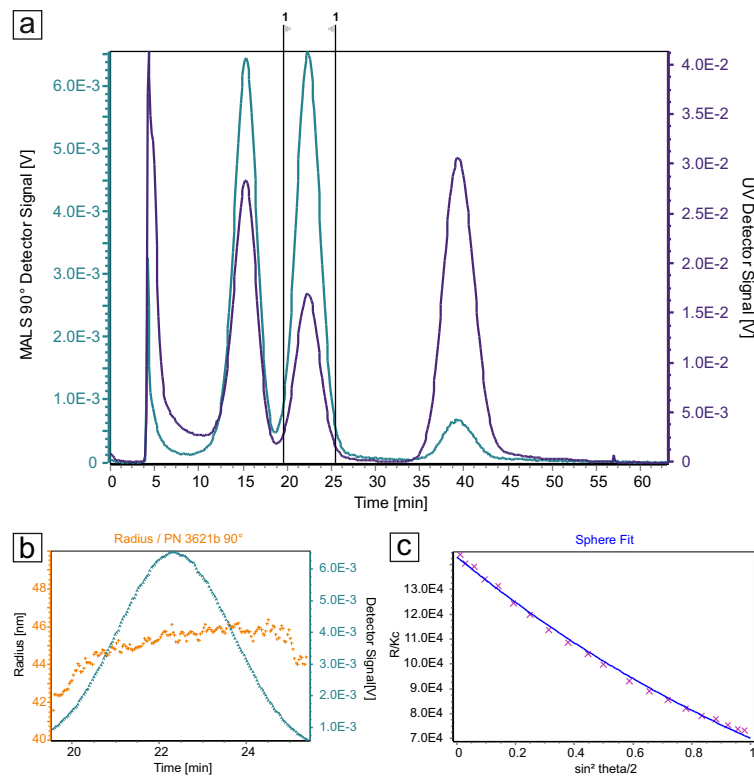 a
1 1
6.0E-3
5.0E-3
4.0E-3
3.0E-3
2.0E-3
1.0E-3
0
MALS 90° Detector Signal [V]
4.0E-2
3.5E-2
3.0E-2
2.5E-2
2.0E-2
1.5E-2
1.0E-2
5.0E-3
0
UV Detector Signal [V]
0 5 10 15 20 25 30 35 40 45 50 55 60
Time [min]
b
Radius / PN 3621b 90°
48
46
44
42
40
Radius [nm]
6.0E-3
5.0E-3
4.0E-3
3.0E-3
2.0E-3
1.0E-3
Detector Signal[V]
20 22 24
Time [min]
c
Sphere Fit
13.0E4
12.0E4
11.0E4
10.0E4
9.0E4
8.0E4
7.0E4
R/Kc
0 0.2 0.4 0.6 0.8 1
sin² theta/2